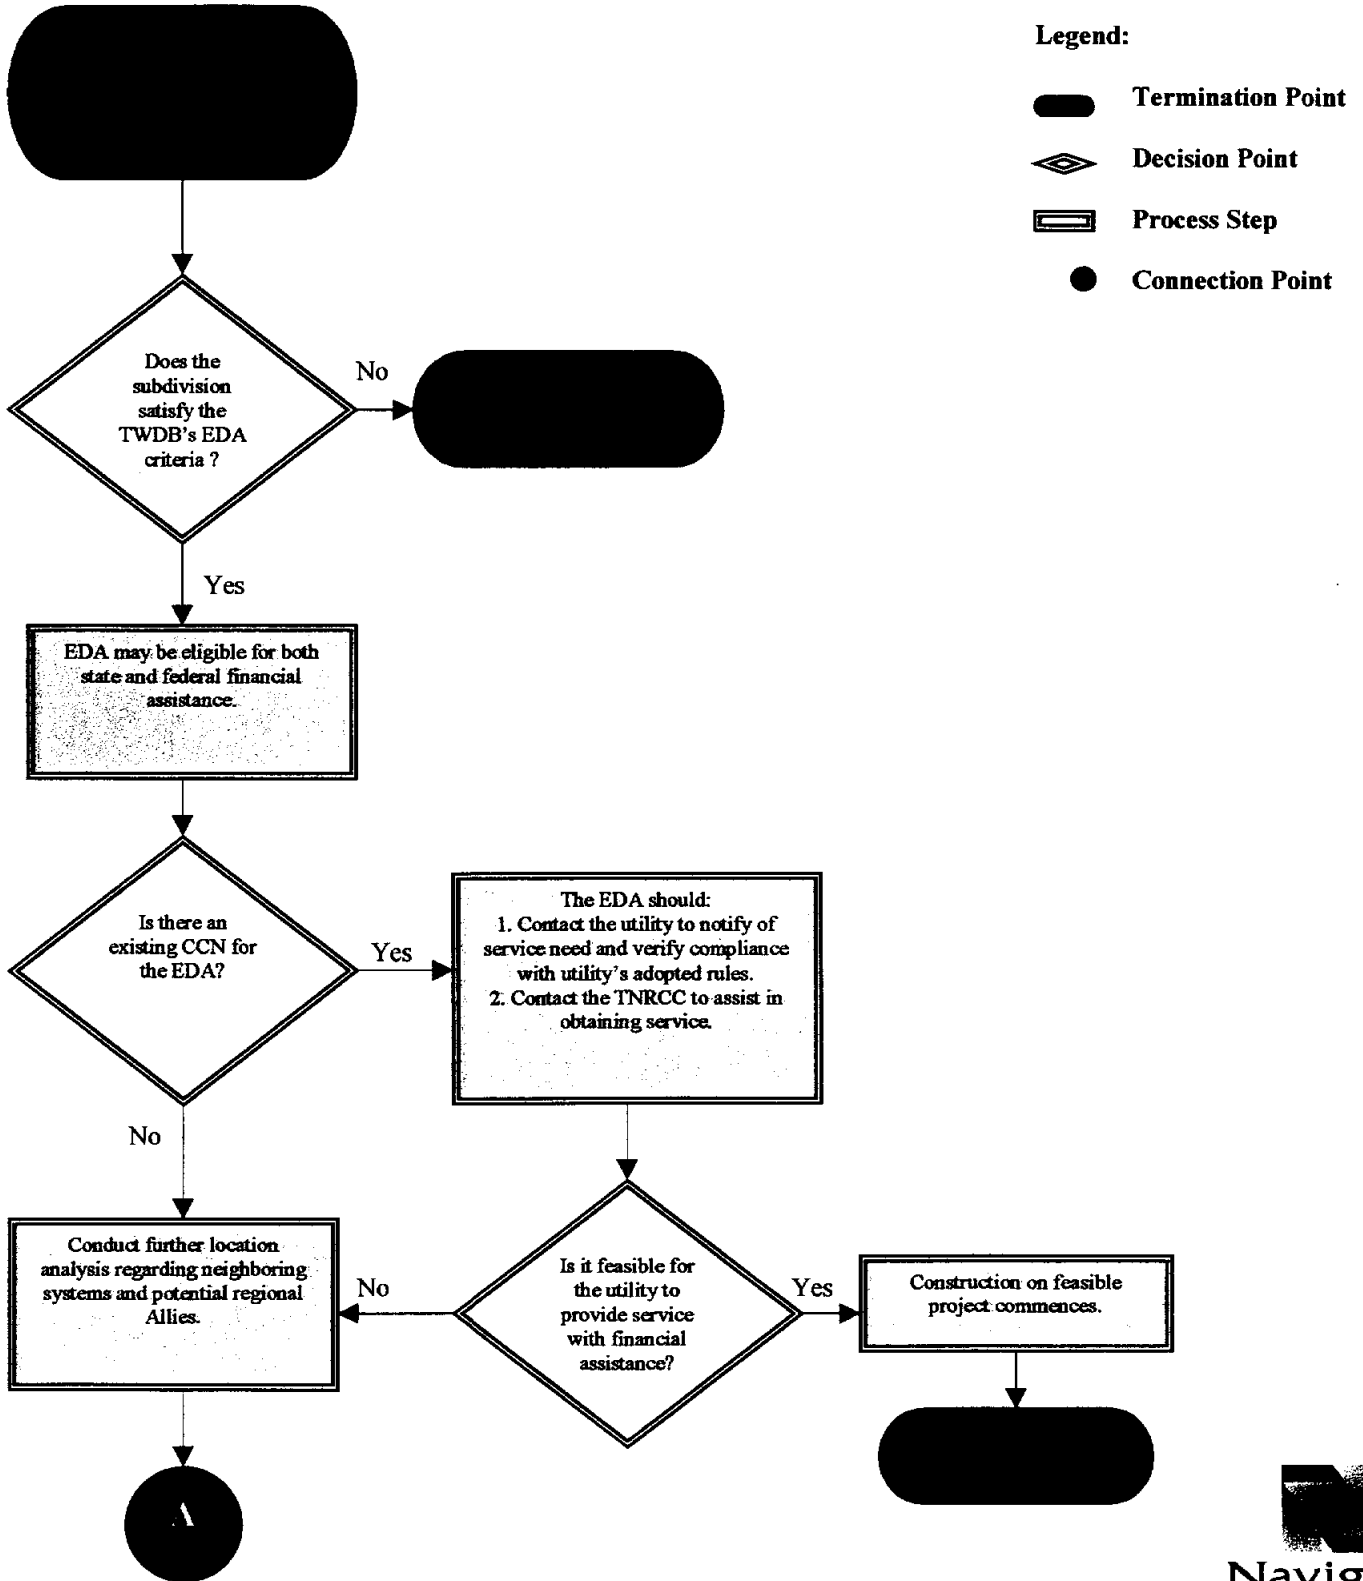 Legend:
Termination Point
Decision Point
Process Step
Connection Point
Does the
subdivision
satisfy the
TWDB's EDA
criteria ?
No
Yes
EDA may be eligible for both
state and federal financial
assistance.
Is there an
existing CCN for
the EDA?
Yes
The EDA should:
1. Contact the utility to notify of
service need and verify compliance
with utility's adopted rules.
2. Contact the TNRCC to assist in
obtaining service.
No
Conduct further location
analysis regarding neighboring
systems and potential regional
Allies.
No
Is it feasible for
the utility to
provide service
with financial
assistance?
Yes
Construction on feasible
project commences.
A
Navig